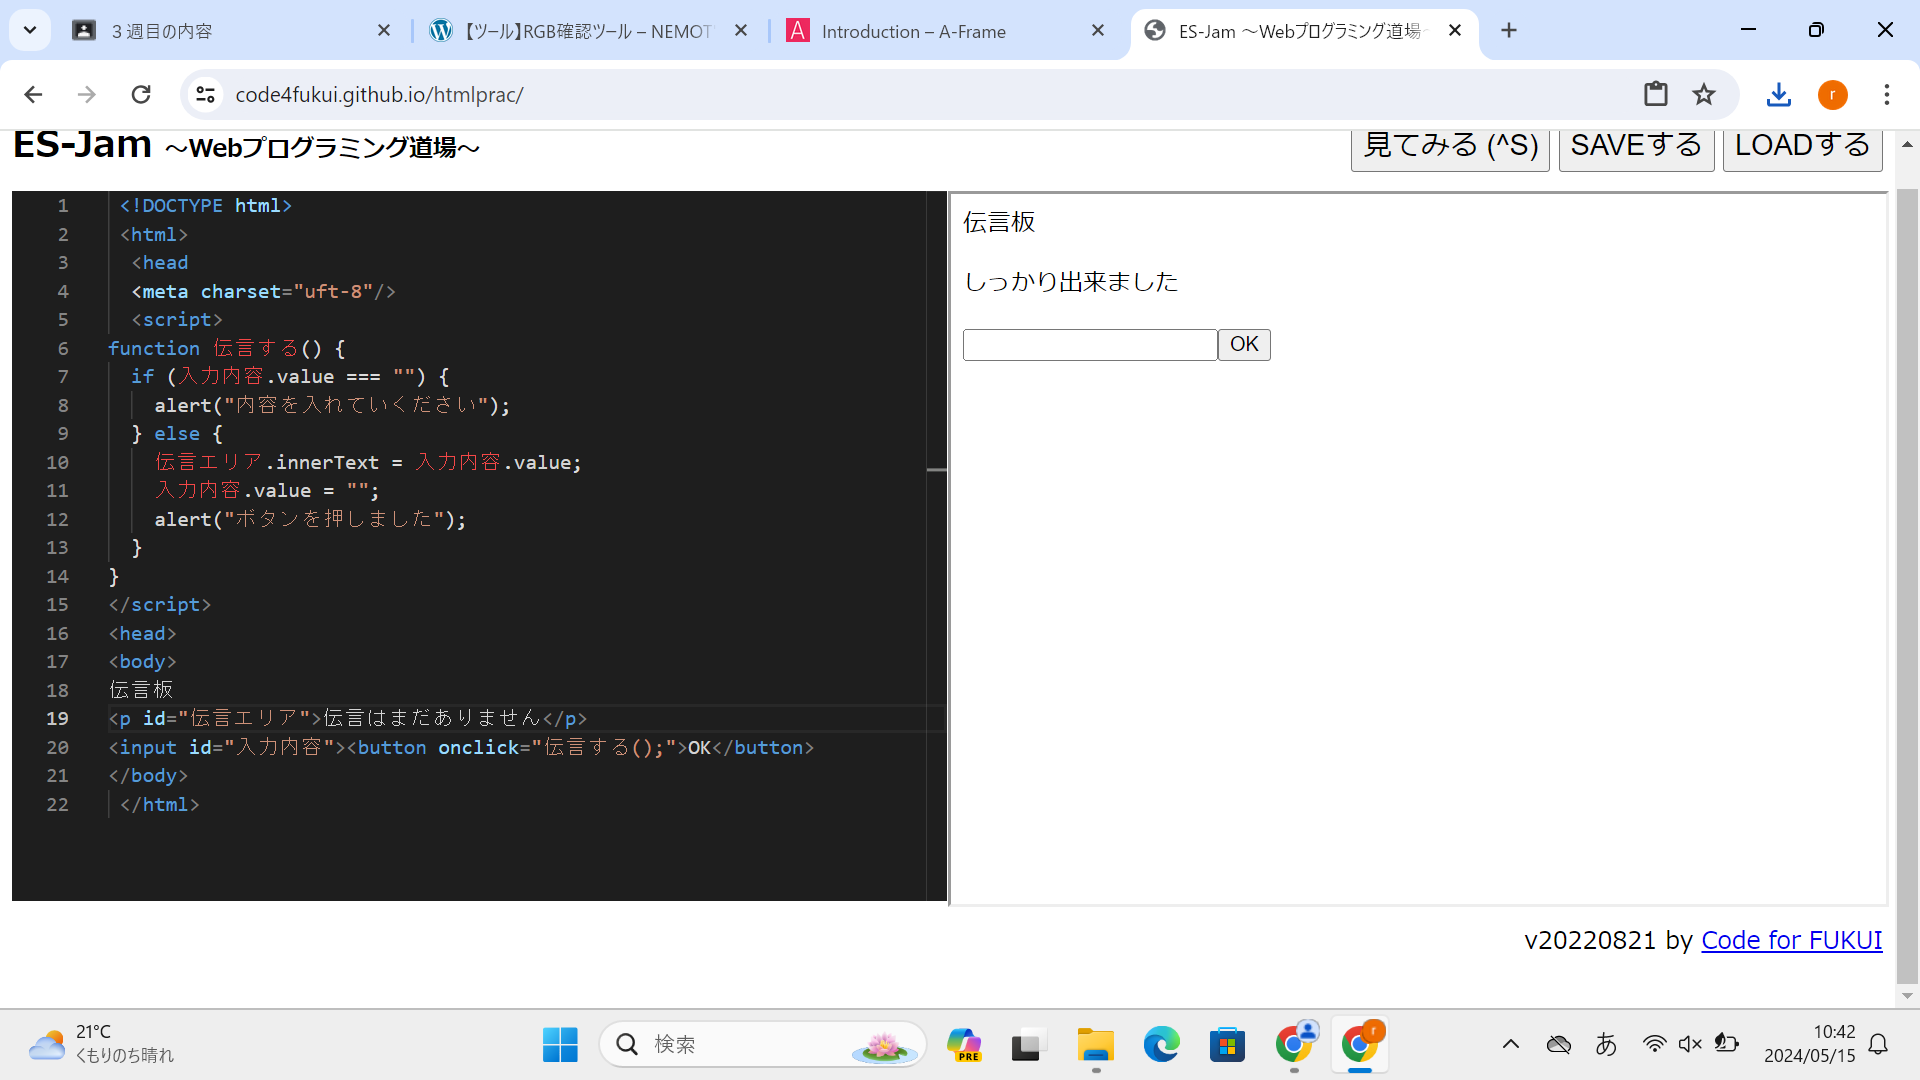 ３週目の内容
【ツール】RGB確認ツール – NEMOT
A
Introduction – A-Frame
ES-Jam ～Webプログラミング道場
code4fukui.github.io/htmlprac/
r
ES-Jam ～Webプログラミング道場～
見てみる (^S)
SAVEする
LOADする
1 <!DOCTYPE html>
2 <html>
3 <head
4 <meta charset="uft-8"/>
5 <script>
6 function 伝言する() {
7 if (入力内容.value === "") {
8 alert("内容を入れていください");
9 } else {
10 伝言エリア.innerText = 入力内容.value;
11 入力内容.value = "";
12 alert("ボタンを押しました");
13 }
14 }
15 </script>
16 <head>
17 <body>
18 伝言板
19 <p id="伝言エリア">伝言はまだありません</p>
20 <input id="入力内容"><button onclick="伝言する();">OK</button>
21 </body>
22 </html>
伝言板
しっかり出来ました
OK
v20220821 by Code for FUKUI
21°C
くもりのち晴れ
検索
PRE
r
あ
10:42
2024/05/15